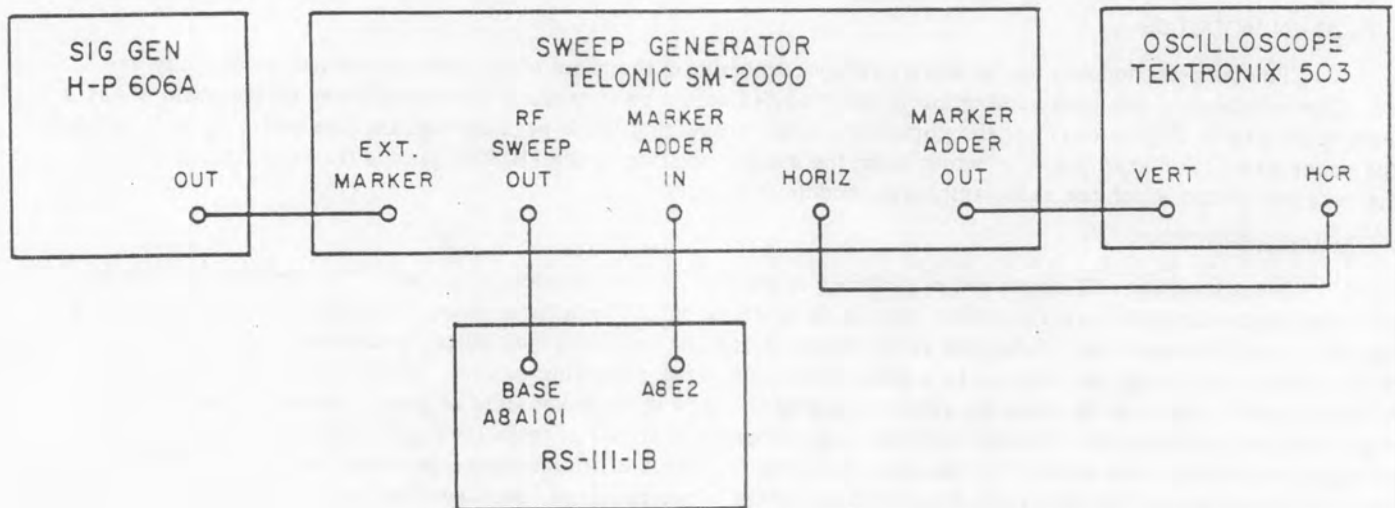 SIG GEN
H-P 606A
OUT
SWEEP GENERATOR
TELONIC SM-2000
EXT.
MARKER
RF
SWEEP
OUT
MARKER
ADDER
IN
HORIZ
MARKER
ADDER
OUT
OSCILLOSCOPE
TEKTRONIX 503
VERT
HOR
BASE
A8A1Q1
A8E2
RS-111-1B